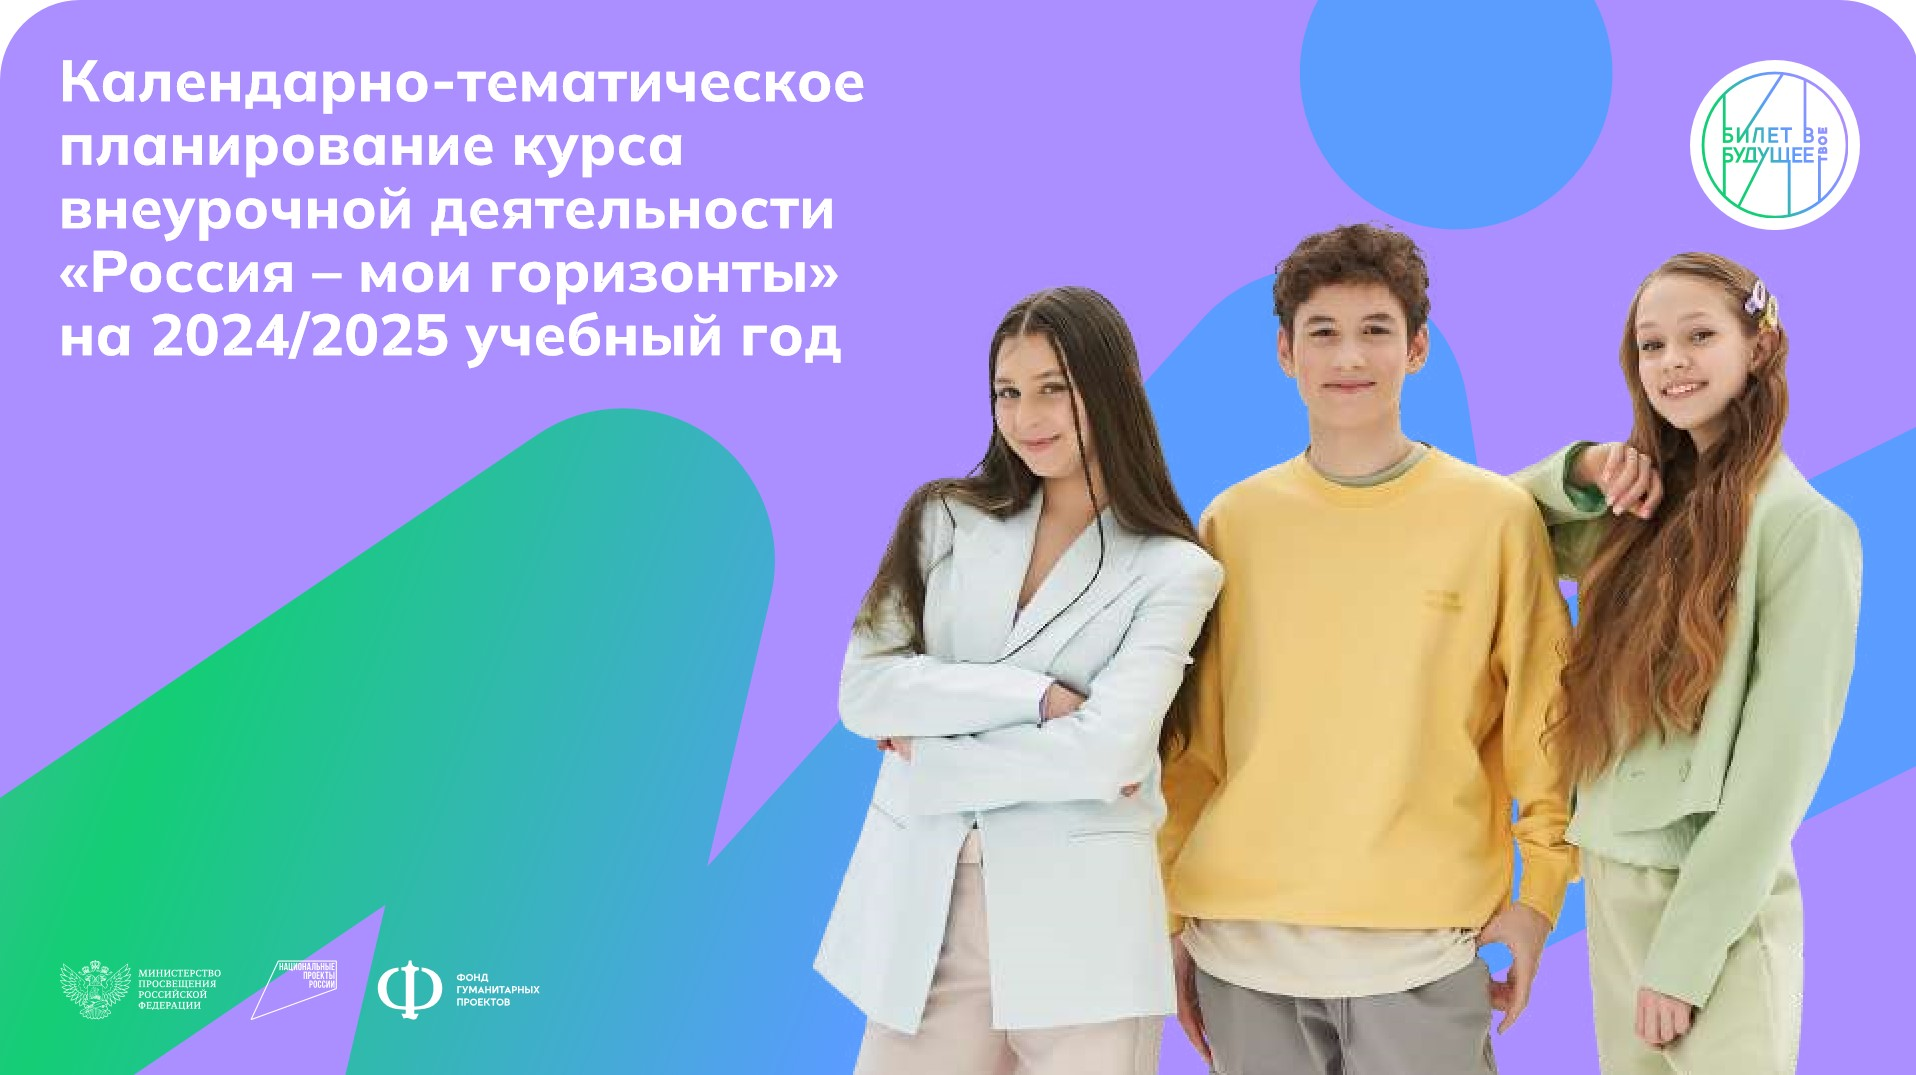 Календарно-тематическое
планирование курса
внеурочной деятельности
«Россия – мои горизонты»
на 2024/2025 учебный год
БИЛЕТ В
БУДУЩЕЕ
ТВОЕ
МИНИСТЕРСТВО
ПРОСВЕЩЕНИЯ
РОССИЙСКОЙ
ФЕДЕРАЦИИ
НАЦИОНАЛЬНЫЕ
ПРОЕКТЫ
РОССИИ
ФОНД
ГУМАНИТАРНЫХ
ПРОЕКТОВ